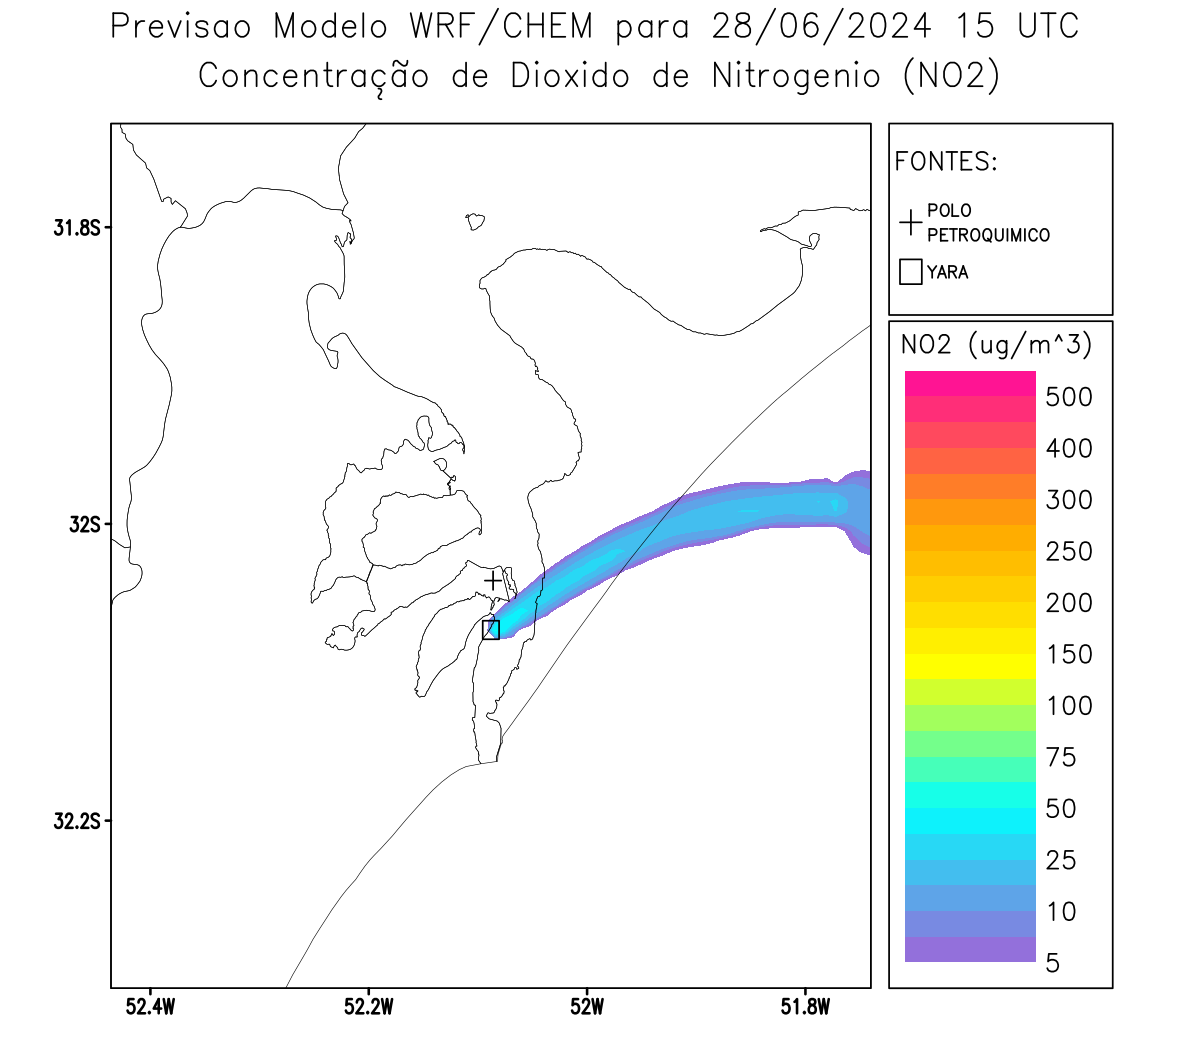 Previsao Modelo WRF/CHEM para 28/06/2024 15 UTC
Concentração de Dioxido de Nitrogenio (NO2)
FONTES:
POLO
PETROQUIMICO
YARA
31.8S
32S
32.2S
52.4W
52.2W
52W
51.8W
NO2 (ug/m^3)
500
400
300
250
200
150
100
75
50
25
10
5